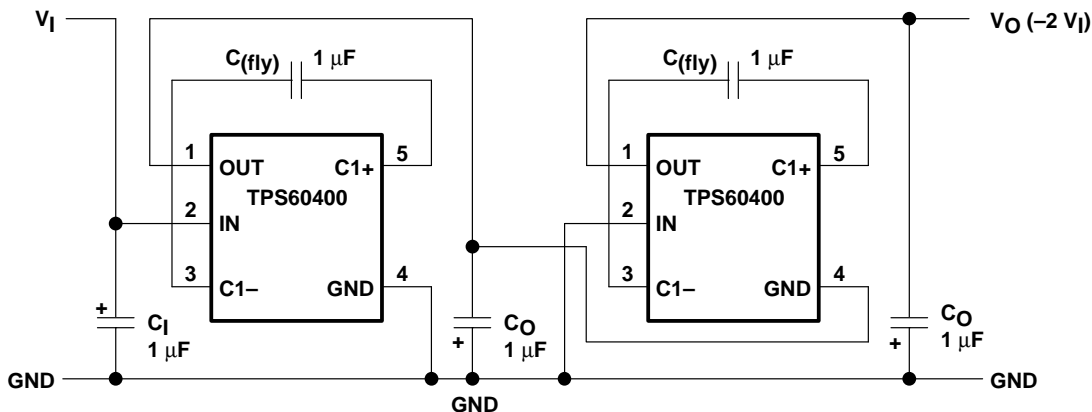 VI
VO (–2 VI)
C(fly) 1 µF
C(fly) 1 µF
1
OUT
C1+
5
TPS60400
2
IN
3
C1–
GND
4
1
OUT
C1+
5
TPS60400
2
IN
3
C1–
GND
4
+
CI
1 µF
+
CO
1 µF
+
CO
1 µF
GND
GND
GND